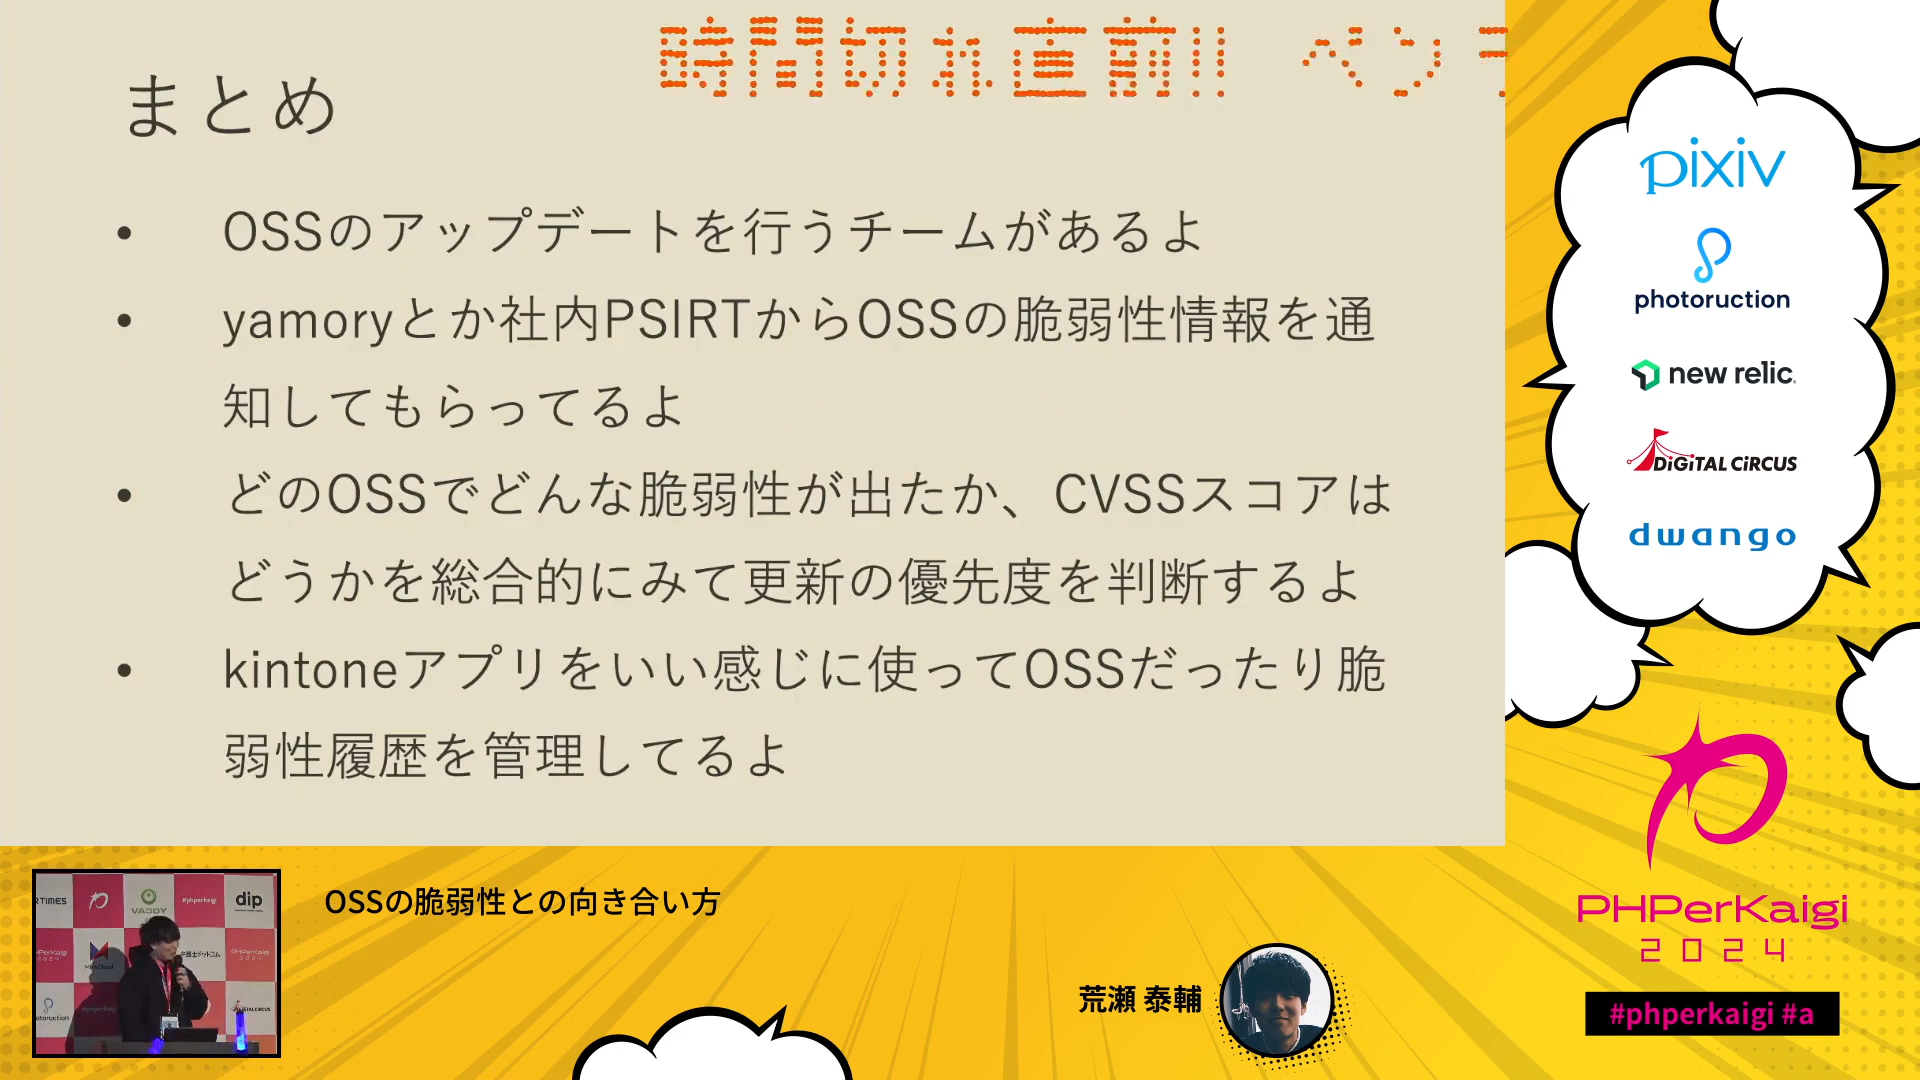 時間切れ直前!! ペン
まとめ
• OSSのアップデートを行うチームがあるよ
• yamoryとか社内PSIRTからOSSの脆弱性情報を通
知してもらってるよ
• どのOSSでどんな脆弱性が出たか、CVSSスコアは
どうかを総合的にみて更新の優先度を判断するよ
• kintoneアプリをいい感じに使ってOSSだったり脆
弱性履歴を管理してるよ
pixiv
photoruction
new relic.
DiGiTAL CiRCUS
dwango
PHPerKaigi
2024
#phperkaigi #a
OSSの脆弱性との向き合い方
荒瀬 泰輔
RTIMES
VADDY
#phperkaigi
dip